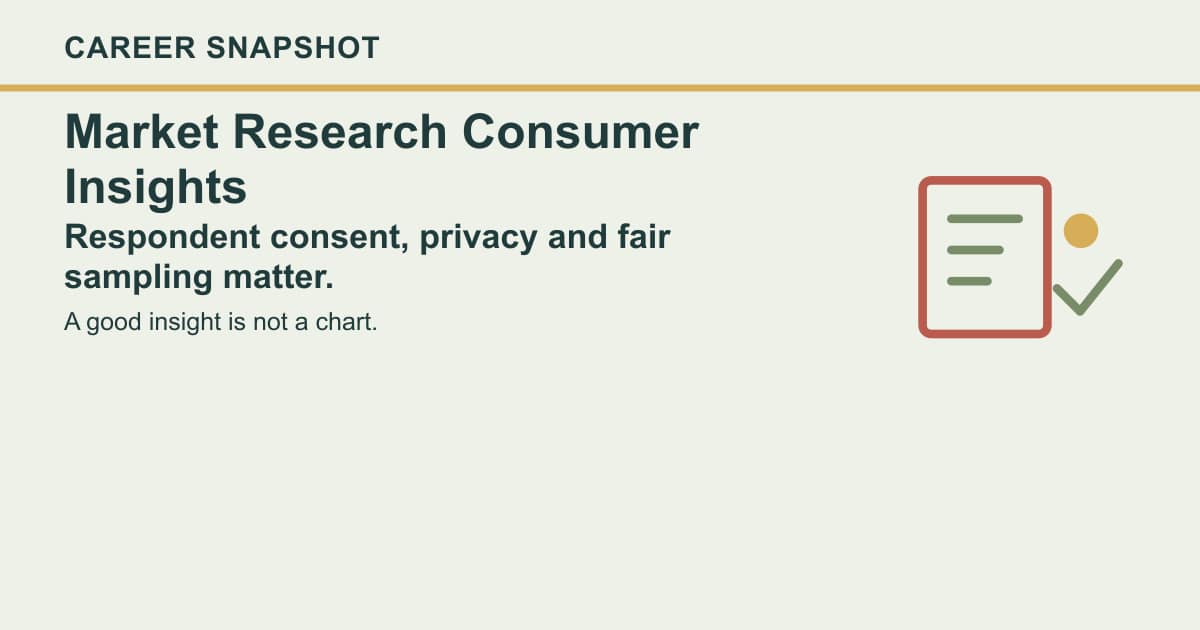 CAREER SNAPSHOT
Market Research Consumer
Insights
Respondent consent, privacy and fair
sampling matter.
A good insight is not a chart.